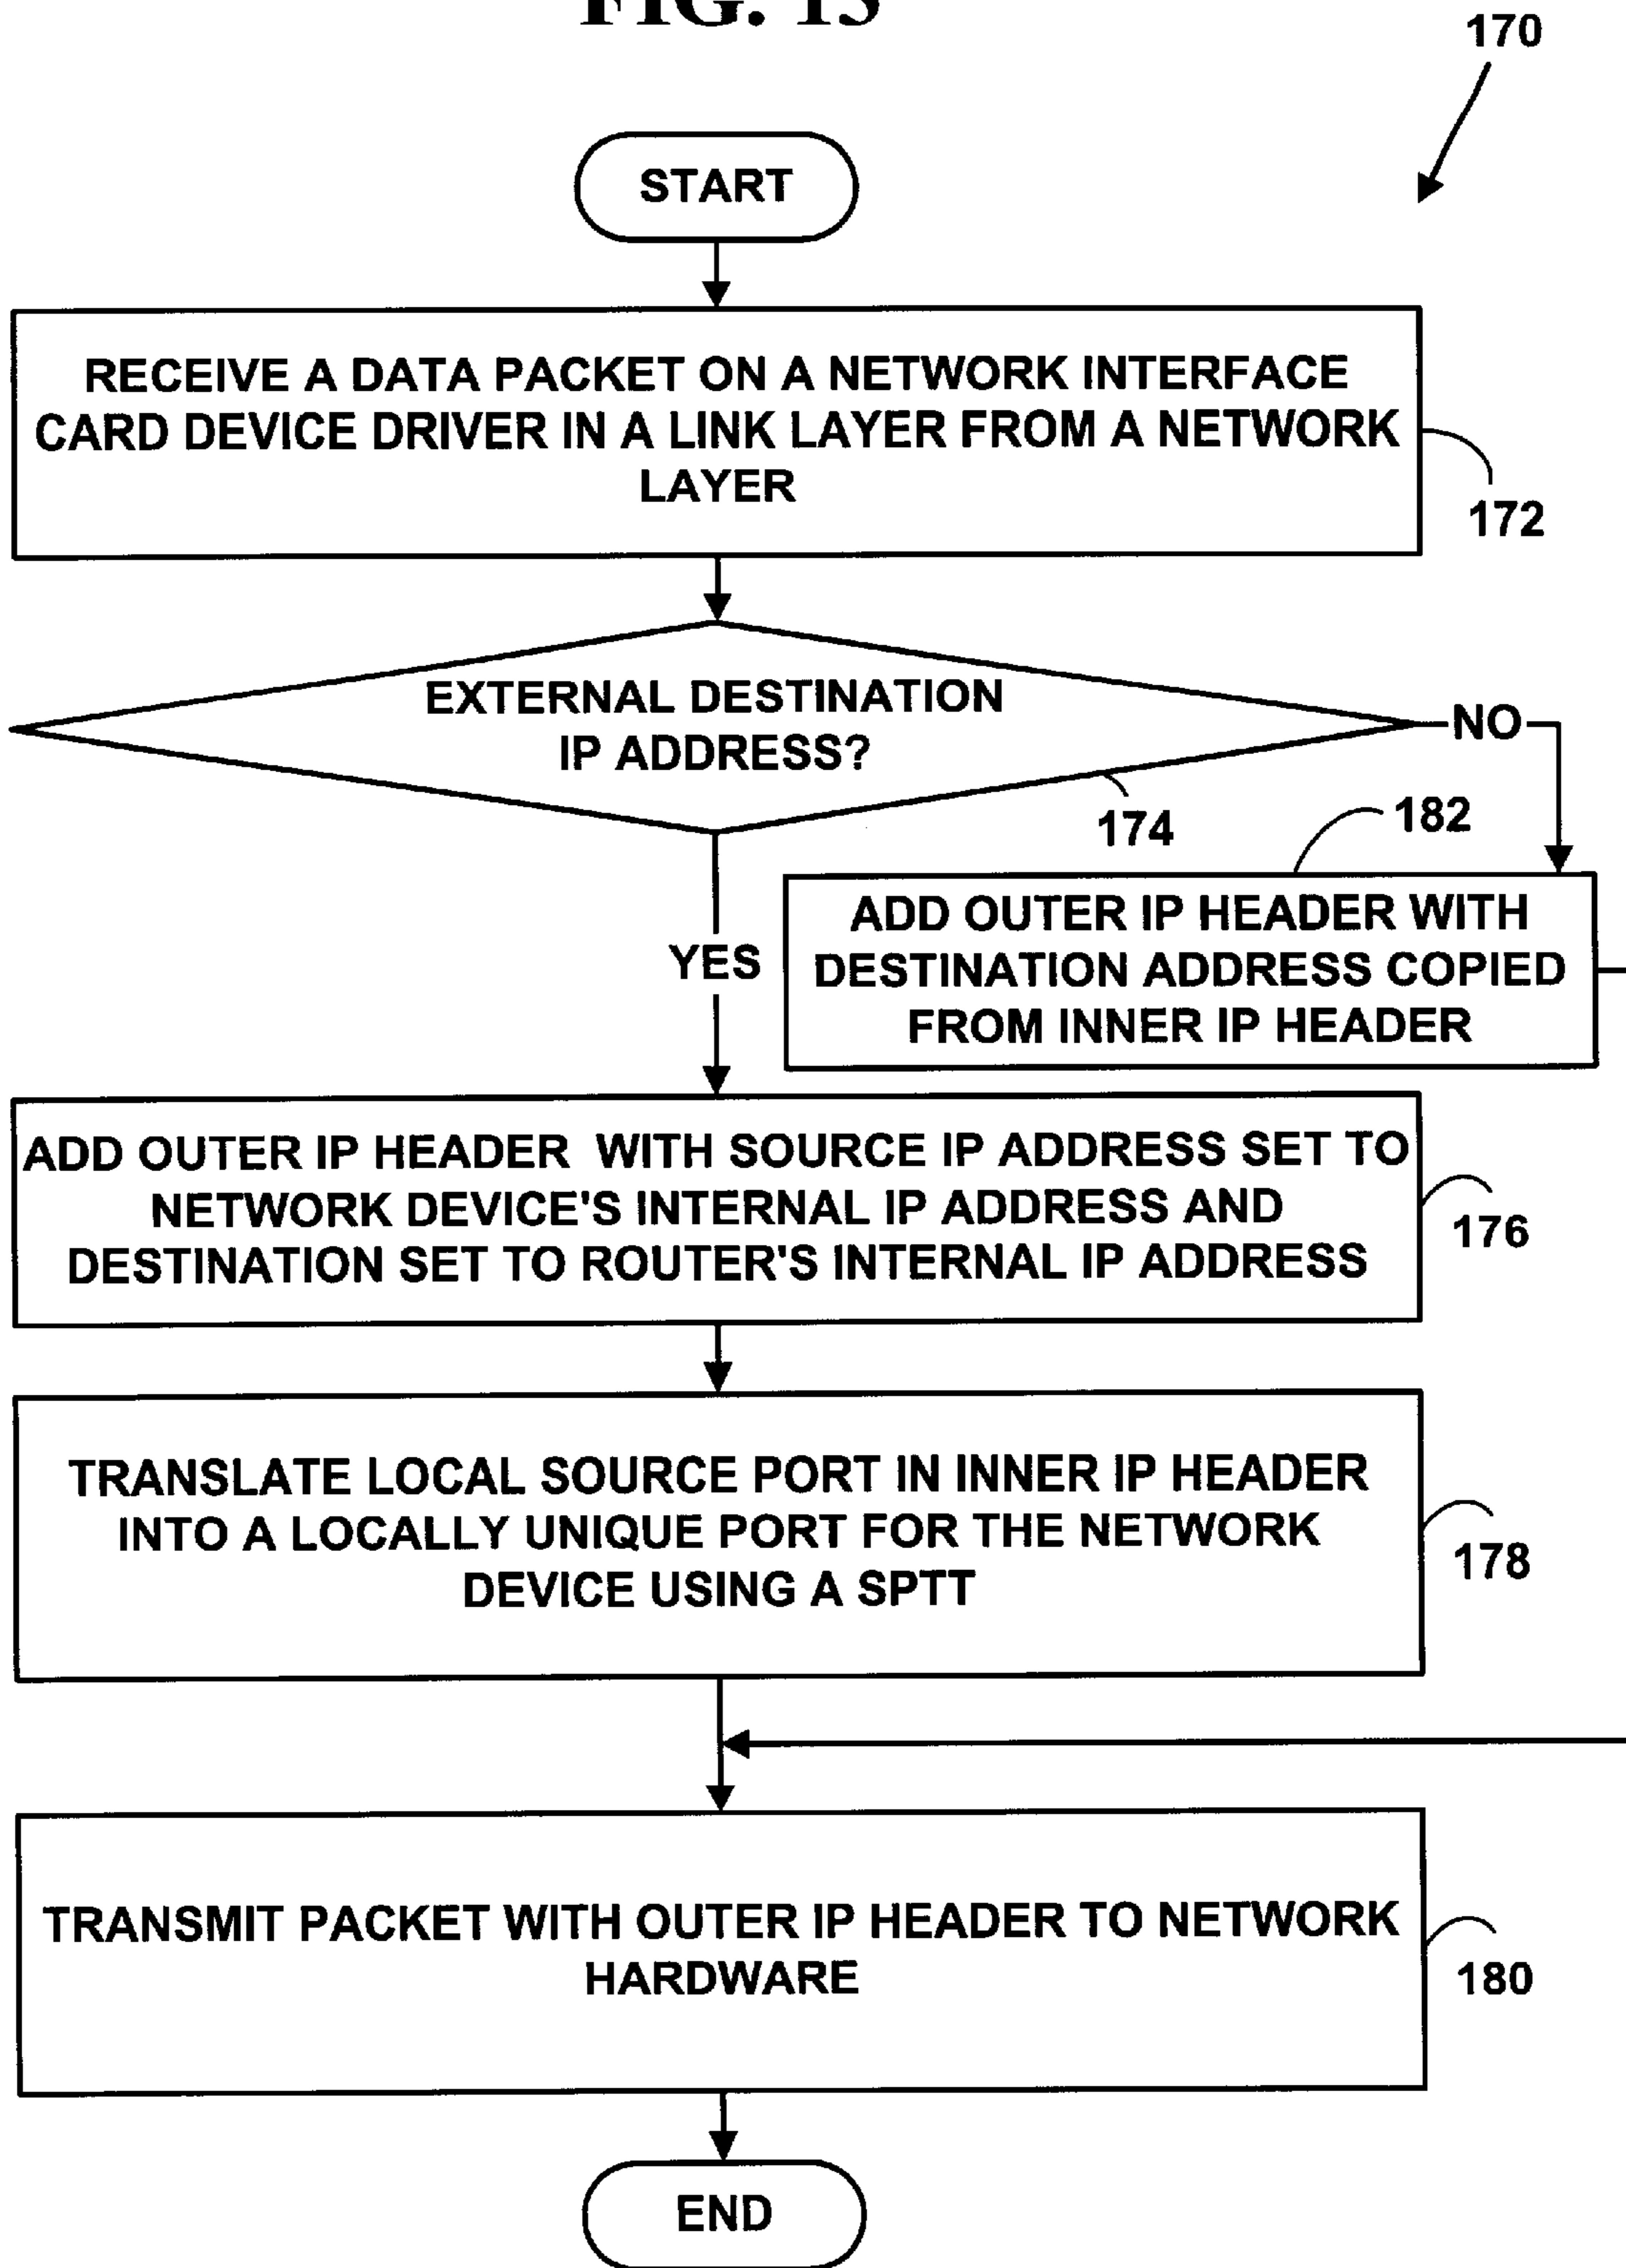 FIG. 13
170
START
RECEIVE A DATA PACKET ON A NETWORK INTERFACE
CARD DEVICE DRIVER IN A LINK LAYER FROM A NETWORK
LAYER
172
EXTERNAL DESTINATION
IP ADDRESS?
NO
174
182
ADD OUTER IP HEADER WITH
DESTINATION ADDRESS COPIED
FROM INNER IP HEADER
YES
ADD OUTER IP HEADER WITH SOURCE IP ADDRESS SET TO
NETWORK DEVICE'S INTERNAL IP ADDRESS AND
DESTINATION SET TO ROUTER'S INTERNAL IP ADDRESS
176
TRANSLATE LOCAL SOURCE PORT IN INNER IP HEADER
INTO A LOCALLY UNIQUE PORT FOR THE NETWORK
DEVICE USING A SPTT
178
TRANSMIT PACKET WITH OUTER IP HEADER TO NETWORK
HARDWARE
180
END